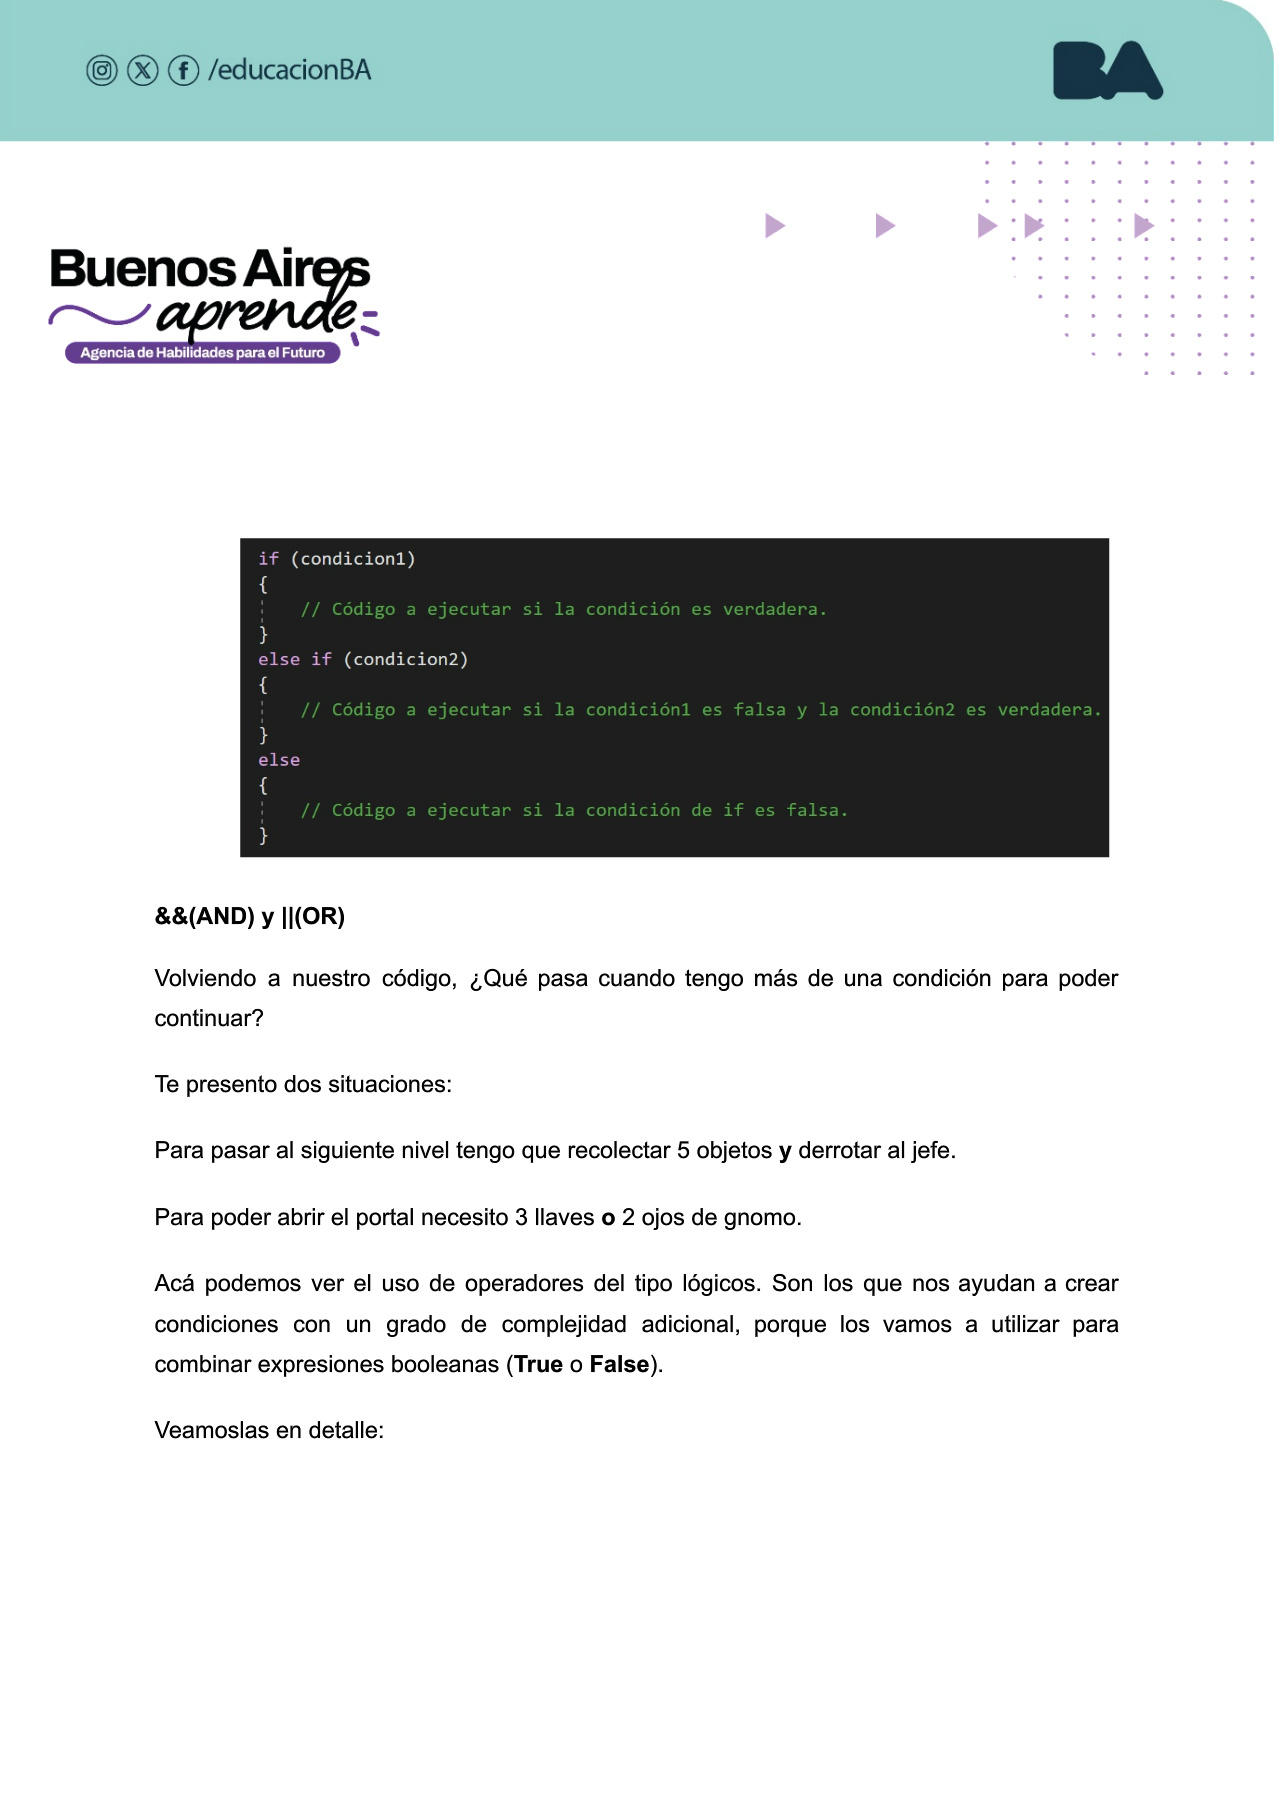 /educacionBA
BA
Buenos Aires
aprende
Agencia de Habilidades para el Futuro
if (condicion1)
{
// Código a ejecutar si la condición es verdadera.
}
else if (condicion2)
{
// Código a ejecutar si la condición1 es falsa y la condición2 es verdadera.
}
else
{
// Código a ejecutar si la condición de if es falsa.
}
&&(AND) y ||(OR)
Volviendo a nuestro código, ¿Qué pasa cuando tengo más de una condición para poder
continuar?
Te presento dos situaciones:
Para pasar al siguiente nivel tengo que recolectar 5 objetos y derrotar al jefe.
Para poder abrir el portal necesito 3 llaves o 2 ojos de gnomo.
Acá podemos ver el uso de operadores del tipo lógicos. Son los que nos ayudan a crear
condiciones con un grado de complejidad adicional, porque los vamos a utilizar para
combinar expresiones booleanas (True o False).
Veamoslas en detalle: